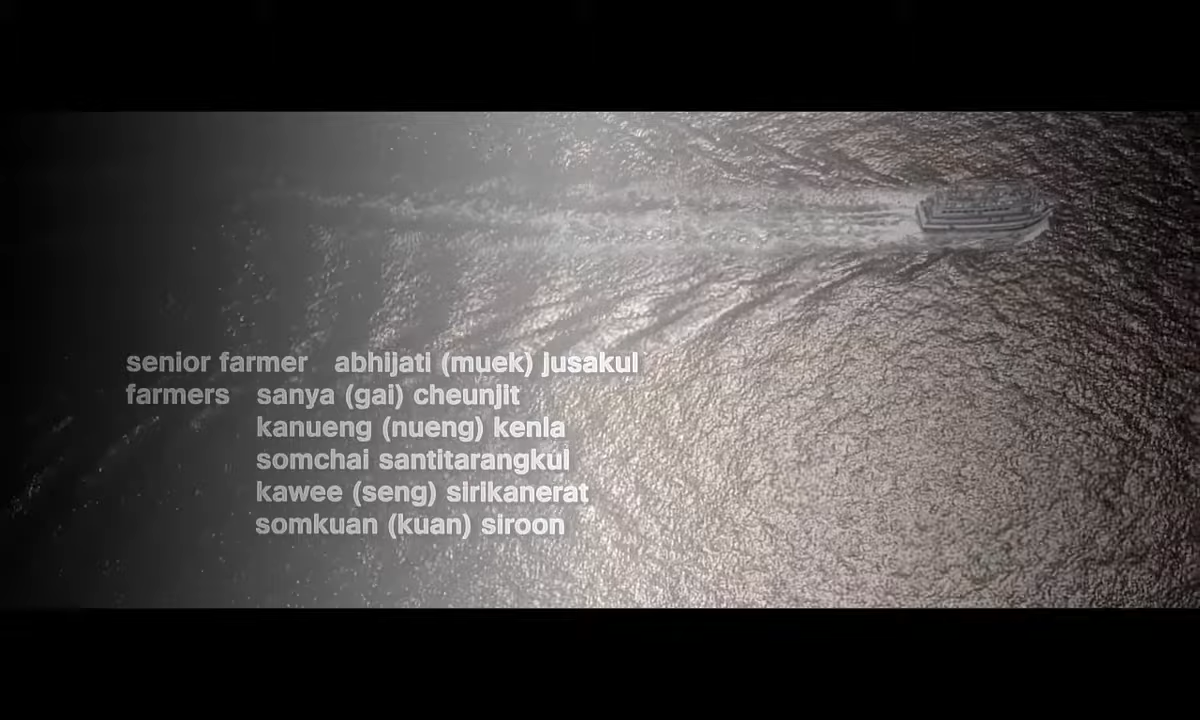 senior farmer abhijati (muek) jusakul
farmers sanya (gai) cheunjit
kanueng (nueng) kenla
somchai santitarangkul
kawee (seng) sirikanerat
somkuan (kuan) siroon